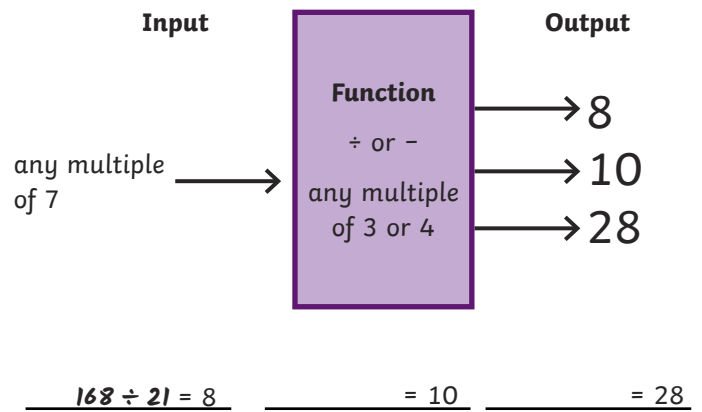 Input
Output
Function
÷ or −
any multiple
of 3 or 4
any multiple
of 7
8
10
28
168 ÷ 21 = 8
= 10
= 28